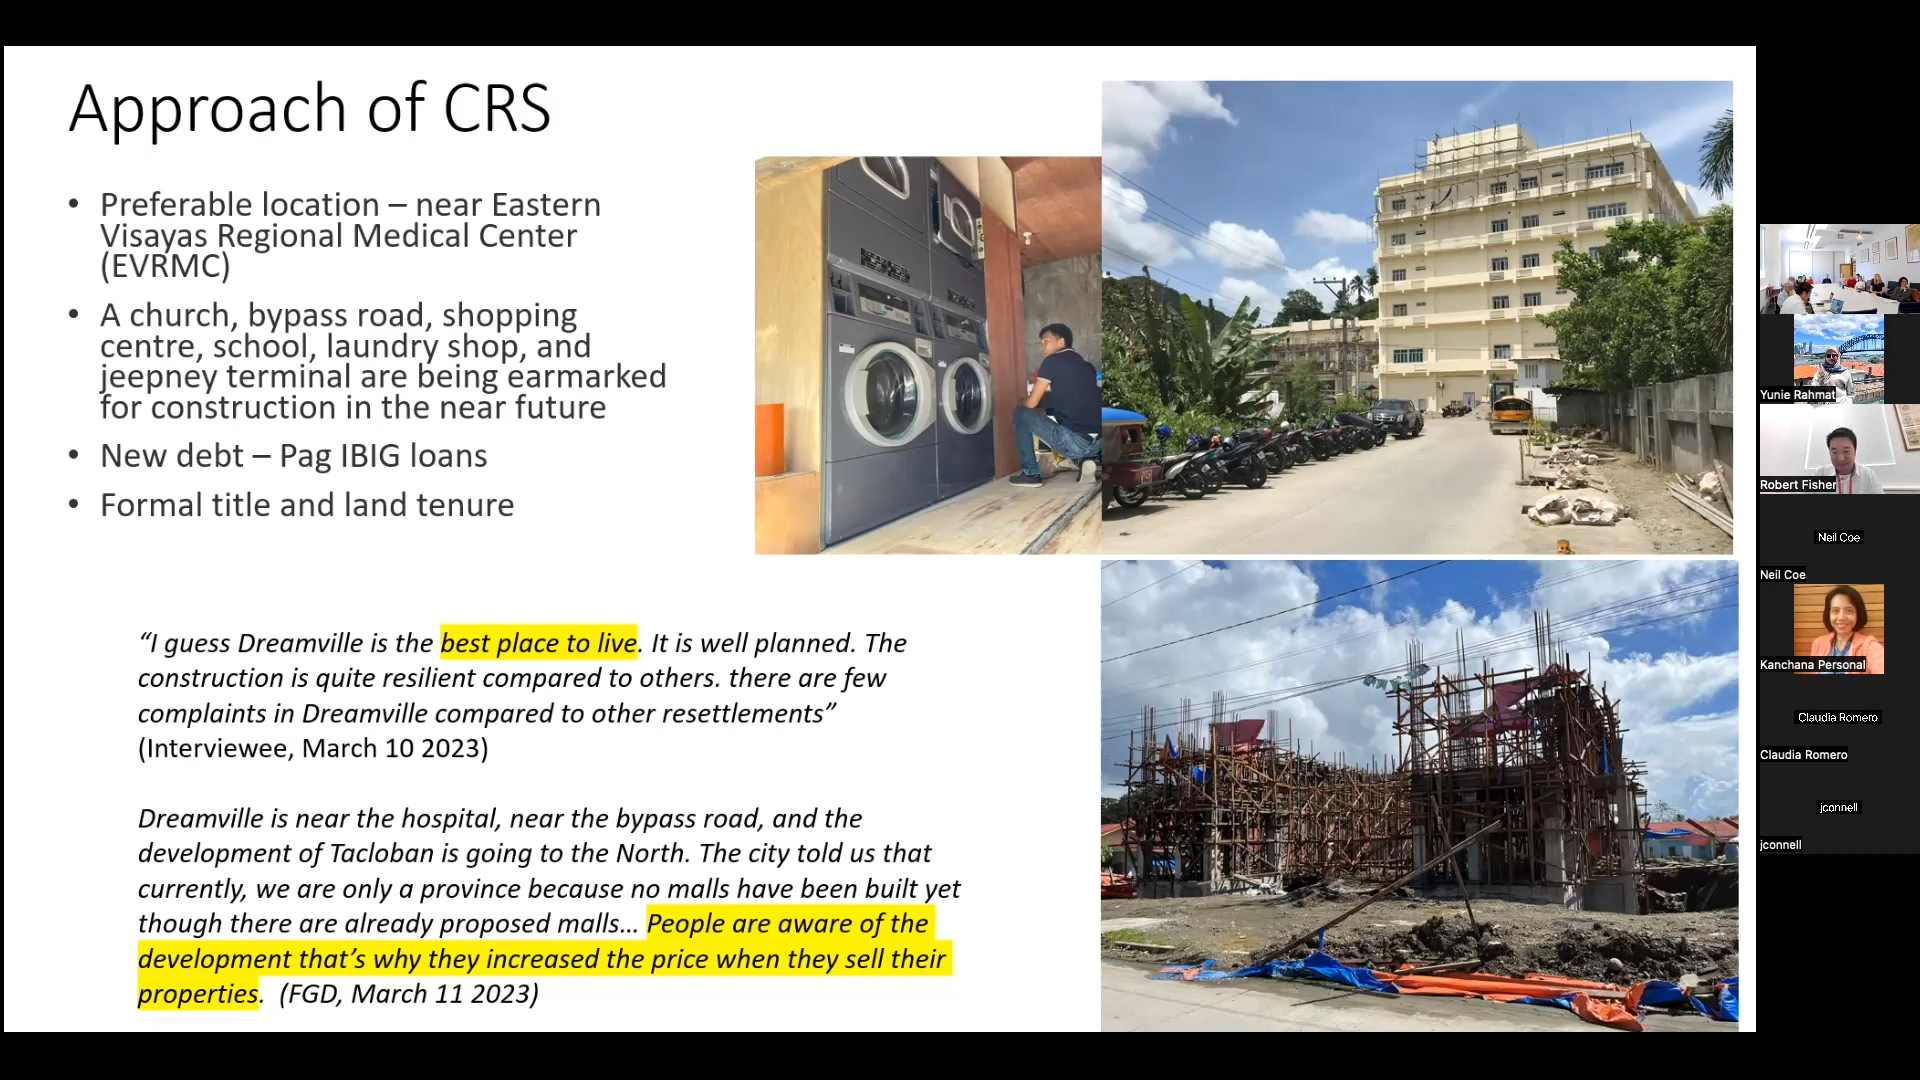 Approach of CRS
• Preferable location – near Eastern
Visayas Regional Medical Center
(EVRMC)
• A church, bypass road, shopping
centre, school, laundry shop, and
jeepney terminal are being earmarked
for construction in the near future
• New debt – Pag IBIG loans
• Formal title and land tenure
“I guess Dreamville is the best place to live. It is well planned. The
construction is quite resilient compared to others. there are few
complaints in Dreamville compared to other resettlements”
(Interviewee, March 10 2023)
Dreamville is near the hospital, near the bypass road, and the
development of Tacloban is going to the North. The city told us that
currently, we are only a province because no malls have been built yet
though there are already proposed malls… People are aware of the
development that’s why they increased the price when they sell their
properties. (FGD, March 11 2023)
Yunie Rahmat
Robert Fisher
Neil Coe
Neil Coe
Kanchana Personal
Claudia Romero
Claudia Romero
jconnell
jconnell